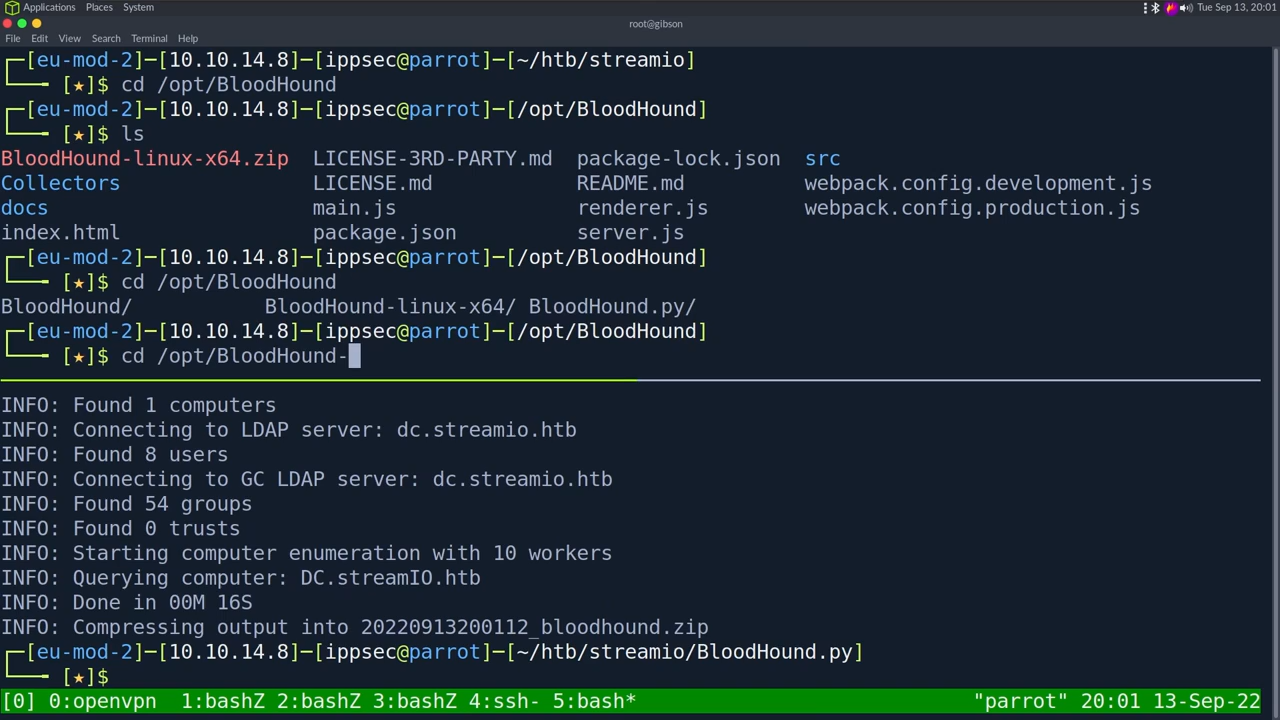 Applications Places System Tue Sep 13, 20:01
root@gibson
File Edit View Search Terminal Help
┌─[eu-mod-2]─[10.10.14.8]─[ippsec@parrot]─[~/htb/streamio]
└── [★]$ cd /opt/BloodHound
┌─[eu-mod-2]─[10.10.14.8]─[ippsec@parrot]─[/opt/BloodHound]
└── [★]$ ls
BloodHound-linux-x64.zip LICENSE-3RD-PARTY.md package-lock.json src
Collectors LICENSE.md README.md webpack.config.development.js
docs main.js renderer.js webpack.config.production.js
index.html package.json server.js
┌─[eu-mod-2]─[10.10.14.8]─[ippsec@parrot]─[/opt/BloodHound]
└── [★]$ cd /opt/BloodHound
BloodHound/ BloodHound-linux-x64/ BloodHound.py/
┌─[eu-mod-2]─[10.10.14.8]─[ippsec@parrot]─[/opt/BloodHound]
└── [★]$ cd /opt/BloodHound-
INFO: Found 1 computers
INFO: Connecting to LDAP server: dc.streamio.htb
INFO: Found 8 users
INFO: Connecting to GC LDAP server: dc.streamio.htb
INFO: Found 54 groups
INFO: Found 0 trusts
INFO: Starting computer enumeration with 10 workers
INFO: Querying computer: DC.streamIO.htb
INFO: Done in 00M 16S
INFO: Compressing output into 20220913200112_bloodhound.zip
┌─[eu-mod-2]─[10.10.14.8]─[ippsec@parrot]─[~/htb/streamio/BloodHound.py]
└── [★]$
[0] 0:openvpn 1:bashZ 2:bashZ 3:bashZ 4:ssh- 5:bash* "parrot" 20:01 13-Sep-22